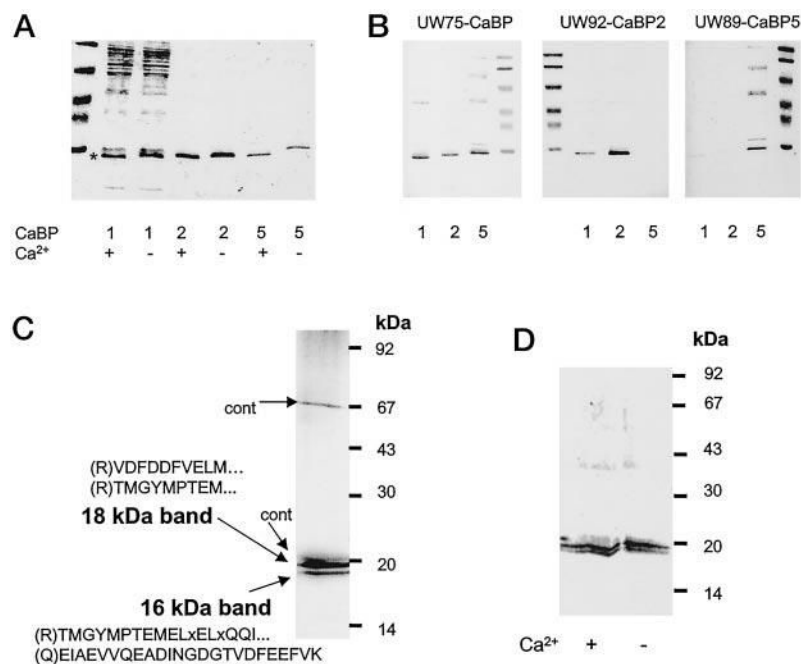 A
*
CaBP 1 1 2 2 5 5
Ca²⁺ + - + - + -
B
UW75-CaBP UW92-CaBP2 UW89-CaBP5
1 2 5 1 2 5 1 2 5
C
kDa
92
cont
67
43
(R)VDFDDFVELM...
(R)TMGYMPTEM...
30
cont
18 kDa band
20
16 kDa band
14
(R)TMGYMPTEMELxELxQQI...
(Q)EIAEVVQEADINGDGTVDFEEFVK
D
kDa
92
67
43
30
20
14
Ca²⁺ + -